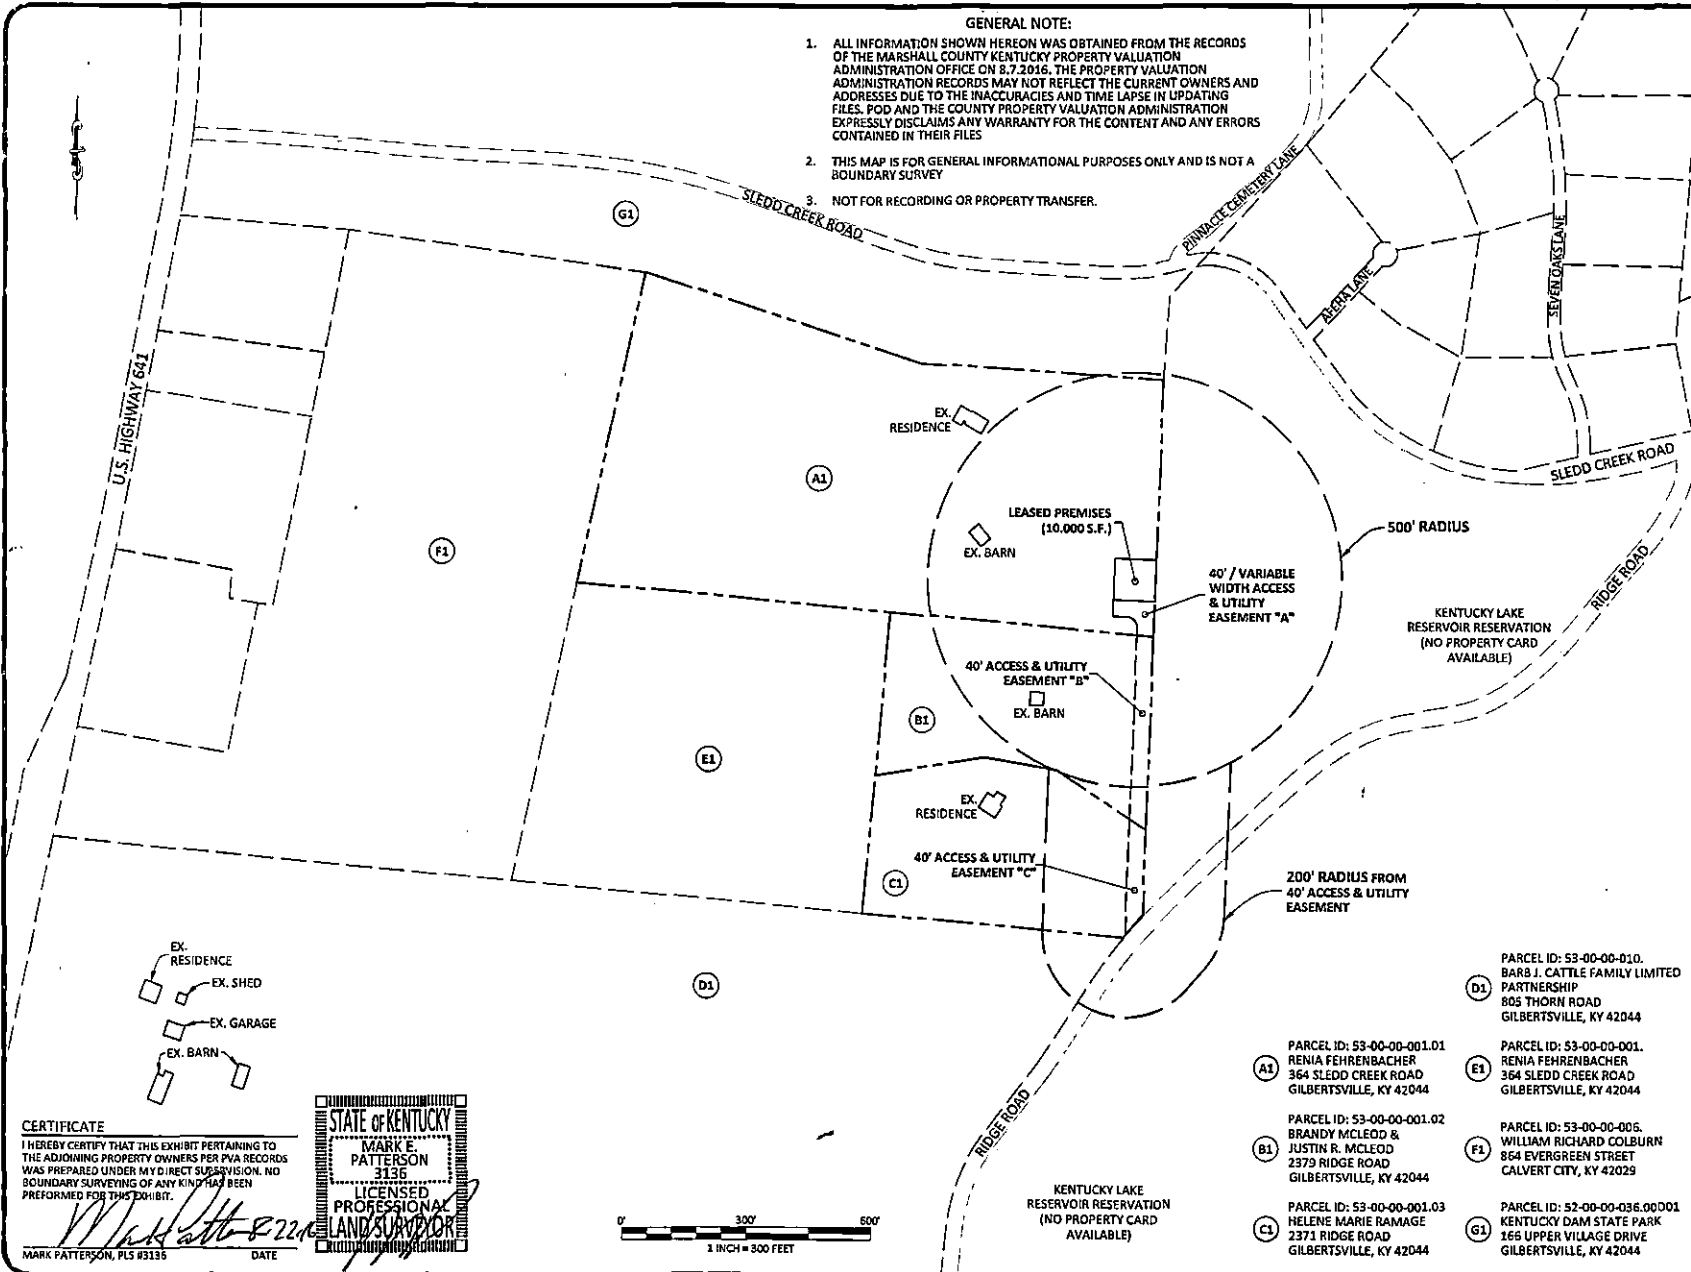 GENERAL NOTE:
1. ALL INFORMATION SHOWN HEREON WAS OBTAINED FROM THE RECORDS
OF THE MARSHALL COUNTY KENTUCKY PROPERTY VALUATION
ADMINISTRATION OFFICE ON 8.7.2016. THE PROPERTY VALUATION
ADMINISTRATION RECORDS MAY NOT REFLECT THE CURRENT OWNERS AND
ADDRESSES DUE TO THE INACCURACIES AND TIME LAPSE IN UPDATING
FILES. POD AND THE COUNTY PROPERTY VALUATION ADMINISTRATION
EXPRESSLY DISCLAIMS ANY WARRANTY FOR THE CONTENT AND ANY ERRORS
CONTAINED IN THEIR FILES
2. THIS MAP IS FOR GENERAL INFORMATIONAL PURPOSES ONLY AND IS NOT A
BOUNDARY SURVEY
3. NOT FOR RECORDING OR PROPERTY TRANSFER.
SLEDD CREEK ROAD
PINNACLE CEMETERY LANE
SEVEN OAKS LANE
G1
U.S. HIGHWAY 641
EX.
RESIDENCE
A1
SLEDD CREEK ROAD
LEASED PREMISES
(10.000 S.F.)
500' RADIUS
F1
EX. BARN
40' / VARIABLE
WIDTH ACCESS
& UTILITY
EASEMENT "A"
RIDGE ROAD
KENTUCKY LAKE
RESERVOIR RESERVATION
(NO PROPERTY CARD
AVAILABLE)
40' ACCESS & UTILITY
EASEMENT "B"
EX. BARN
B1
E1
EX.
RESIDENCE
40' ACCESS & UTILITY
EASEMENT "C"
C1
200' RADIUS FROM
40' ACCESS & UTILITY
EASEMENT
EX.
RESIDENCE
EX. SHED
EX. GARAGE
EX. BARN
D1
RIDGE ROAD
KENTUCKY LAKE
RESERVOIR RESERVATION
(NO PROPERTY CARD
AVAILABLE)
D1
PARCEL ID: 53-00-00-010.
BARB J. CATTLE FAMILY LIMITED
PARTNERSHIP
805 THORN ROAD
GILBERTSVILLE, KY 42044
A1
PARCEL ID: 53-00-00-001.01
RENIA FEHRENBACHER
364 SLEDD CREEK ROAD
GILBERTSVILLE, KY 42044
E1
PARCEL ID: 53-00-00-001.
RENIA FEHRENBACHER
364 SLEDD CREEK ROAD
GILBERTSVILLE, KY 42044
B1
PARCEL ID: 53-00-00-001.02
BRANDY MCLEOD &
JUSTIN R. MCLEOD
2379 RIDGE ROAD
GILBERTSVILLE, KY 42044
F1
PARCEL ID: 53-00-00-006.
WILLIAM RICHARD COLBURN
864 EVERGREEN STREET
CALVERT CITY, KY 42029
C1
PARCEL ID: 53-00-00-001.03
HELENE MARIE RAMAGE
2371 RIDGE ROAD
GILBERTSVILLE, KY 42044
G1
PARCEL ID: 52-00-00-036.00001
KENTUCKY DAM STATE PARK
166 UPPER VILLAGE DRIVE
GILBERTSVILLE, KY 42044
CERTIFICATE
I HEREBY CERTIFY THAT THIS EXHIBIT PERTAINING TO
THE ADJOINING PROPERTY OWNERS PER PVA RECORDS
WAS PREPARED UNDER MY DIRECT SUPERVISION. NO
BOUNDARY SURVEYING OF ANY KIND HAS BEEN
PREFORMED FOR THIS EXHIBIT.
MARK PATTERSON, PLS #3136 DATE
STATE OF KENTUCKY
MARK E.
PATTERSON
3136
LICENSED
PROFESSIONAL
LAND SURVEYOR
0' 300' 600'
1 INCH = 300 FEET